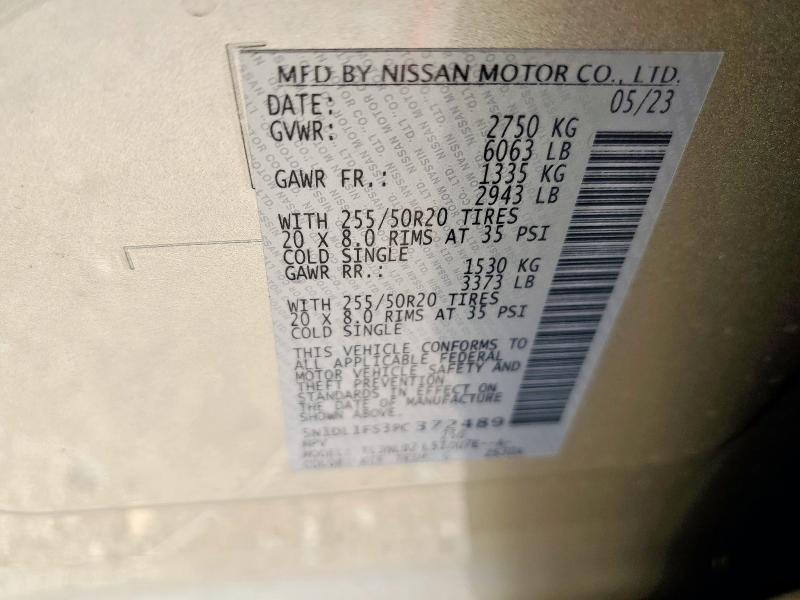 MFD BY NISSAN MOTOR CO., LTD.
DATE: 05/23
GVWR: 2750 KG
6063 LB
GAWR FR.: 1335 KG
2943 LB
WITH 255/50R20 TIRES
20 X 8.0 RIMS AT 35 PSI
COLD SINGLE
GAWR RR.: 1530 KG
3373 LB
WITH 255/50R20 TIRES
20 X 8.0 RIMS AT 35 PSI
COLD SINGLE
THIS VEHICLE CONFORMS TO
ALL APPLICABLE FEDERAL
MOTOR VEHICLE SAFETY AND
THEFT PREVENTION
STANDARDS IN EFFECT ON
THE DATE OF MANUFACTURE
SHOWN ABOVE.
5N1DL1FS3PC 372489
MPV
MODEL:
COLOR: